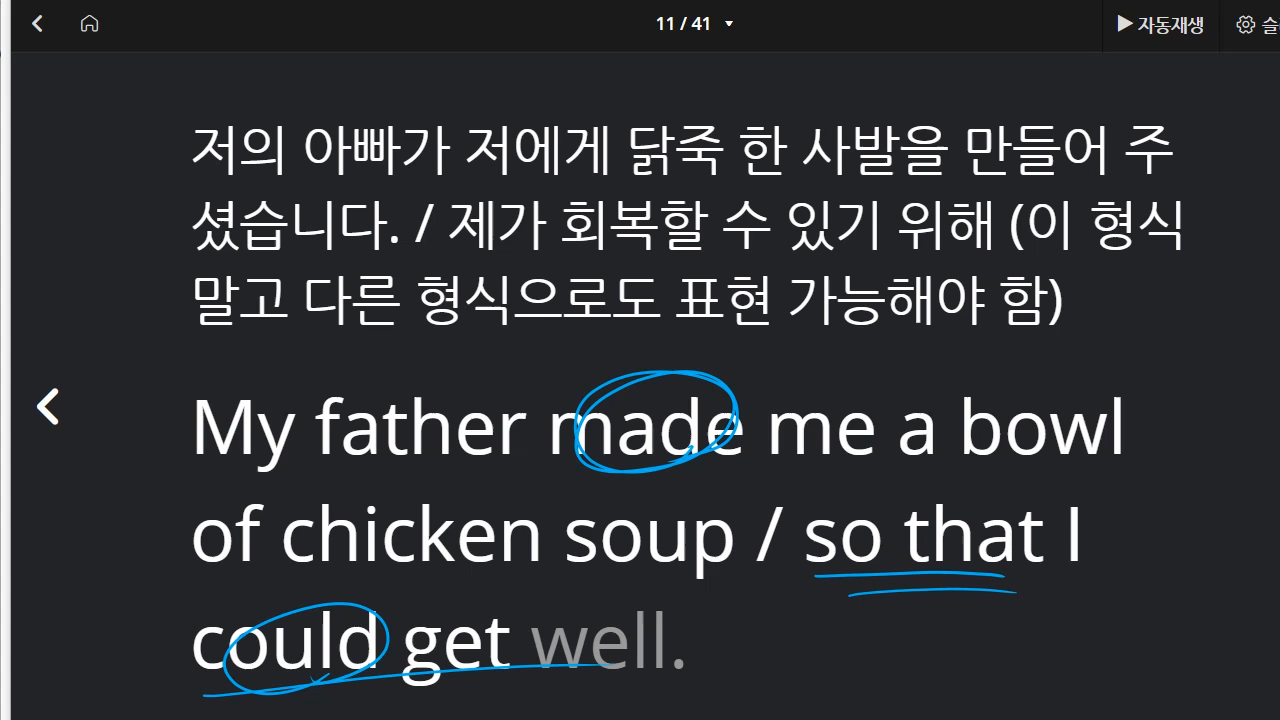 11 / 41
자동재생
슬
저의 아빠가 저에게 닭죽 한 사발을 만들어 주
셨습니다. / 제가 회복할 수 있기 위해 (이 형식
말고 다른 형식으로도 표현 가능해야 함)
My father made me a bowl
of chicken soup / so that I
could get well.